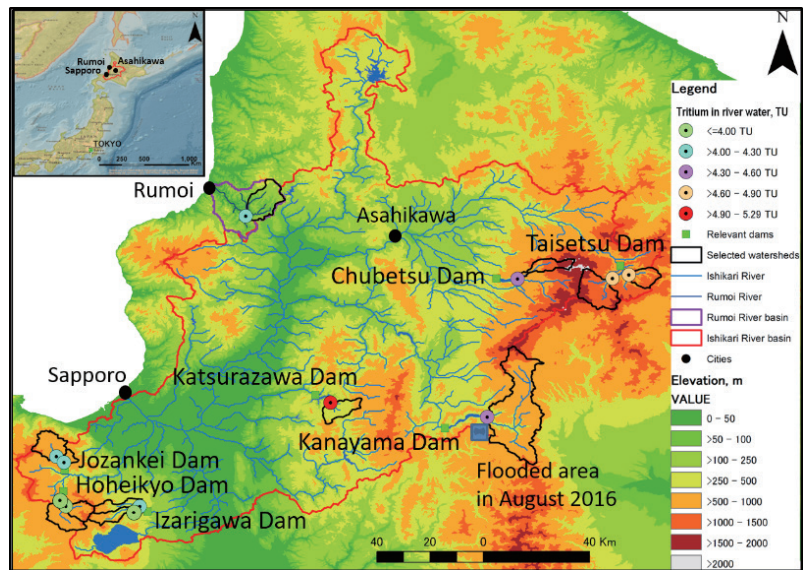 N
Rumoi
Asahikawa
Sapporo
TOKYO
0 250 500 1,000
Km
N
Legend
Tritium in river water, TU
<=4.00 TU
>4.00 - 4.30 TU
>4.30 - 4.60 TU
>4.60 - 4.90 TU
>4.90 - 5.29 TU
Relevant dams
Selected watersheds
Ishikari River
Rumoi River
Rumoi River basin
Ishikari River basin
Cities
Elevation, m
VALUE
0 - 50
>50 - 100
>100 - 250
>250 - 500
>500 - 1000
>1000 - 1500
>1500 - 2000
>2000
Rumoi
Asahikawa
Taisetsu Dam
Chubetsu Dam
Sapporo
Katsurazawa Dam
Kanayama Dam
Jozankei Dam
Hoheikyo Dam
Izarigawa Dam
Flooded area
in August 2016
40 20 0 40 Km